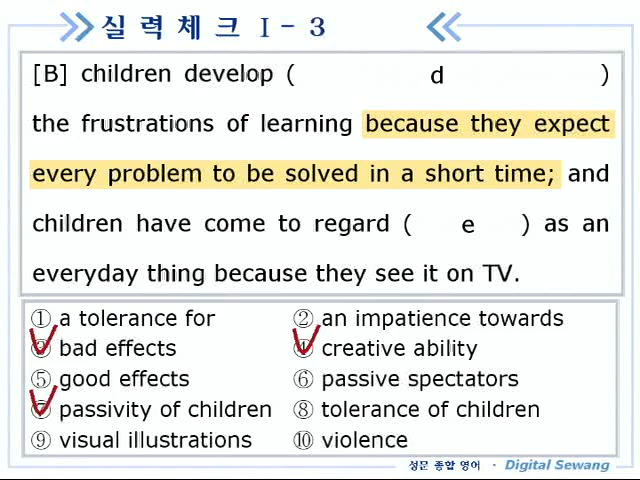 실력체크 I - 3
[B] children develop ( d )
the frustrations of learning because they expect
every problem to be solved in a short time; and
children have come to regard ( e ) as an
everyday thing because they see it on TV.
① a tolerance for ② an impatience towards
③ bad effects ④ creative ability
⑤ good effects ⑥ passive spectators
⑦ passivity of children ⑧ tolerance of children
⑨ visual illustrations ⑩ violence
성문 종합 영어 · Digital Sewang